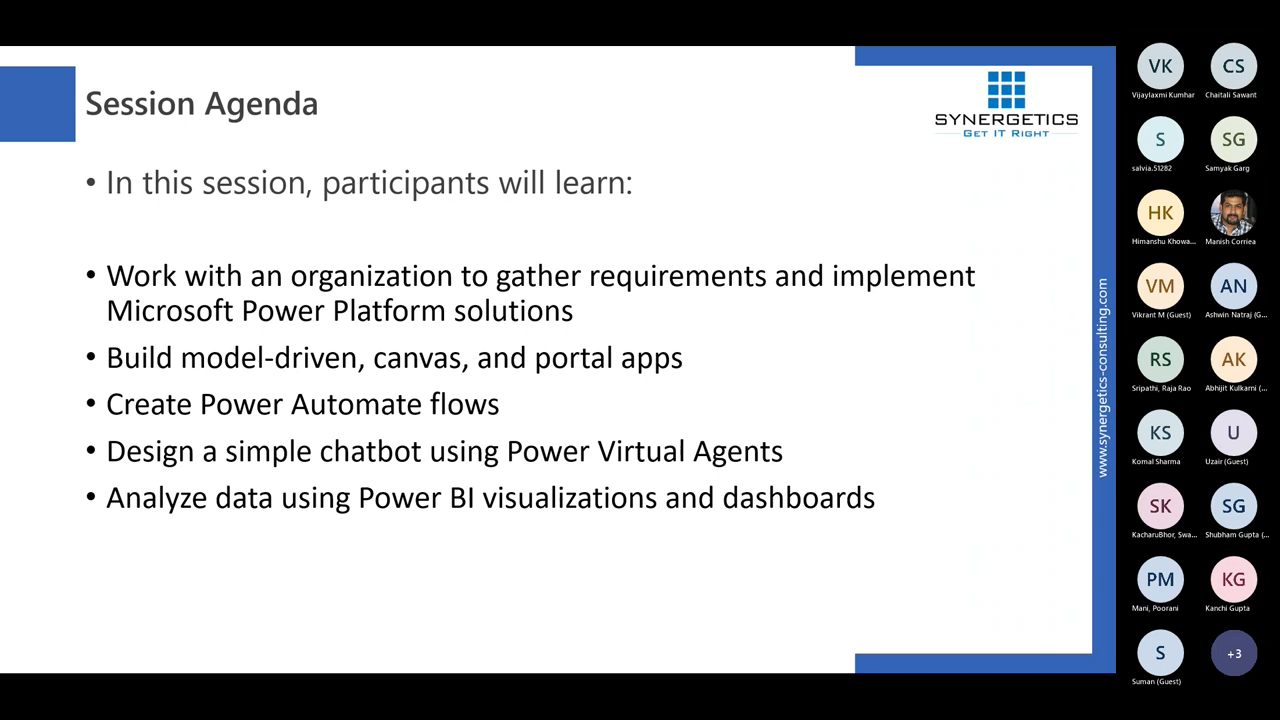 Session Agenda
SYNERGETICS
GET IT RIGHT
• In this session, participants will learn:
• Work with an organization to gather requirements and implement
Microsoft Power Platform solutions
• Build model-driven, canvas, and portal apps
• Create Power Automate flows
• Design a simple chatbot using Power Virtual Agents
• Analyze data using Power BI visualizations and dashboards
www.synergetics-consulting.com
VK
CS
Vijaylaxmi Kumhar
Chaitali Sawant
S
SG
salvia.51282
Samyak Garg
HK
Himanshu Khowa...
Manish Corriea
VM
AN
Vikrant M (Guest)
Ashwin Natraj (G...
RS
AK
Sripathi, Raja Rao
Abhijit Kulkarni (...
KS
U
Komal Sharma
Uzair (Guest)
SK
SG
KacharuBhor, Swa...
Shubham Gupta (...
PM
KG
Mani, Poorani
Kanchi Gupta
S
+3
Suman (Guest)